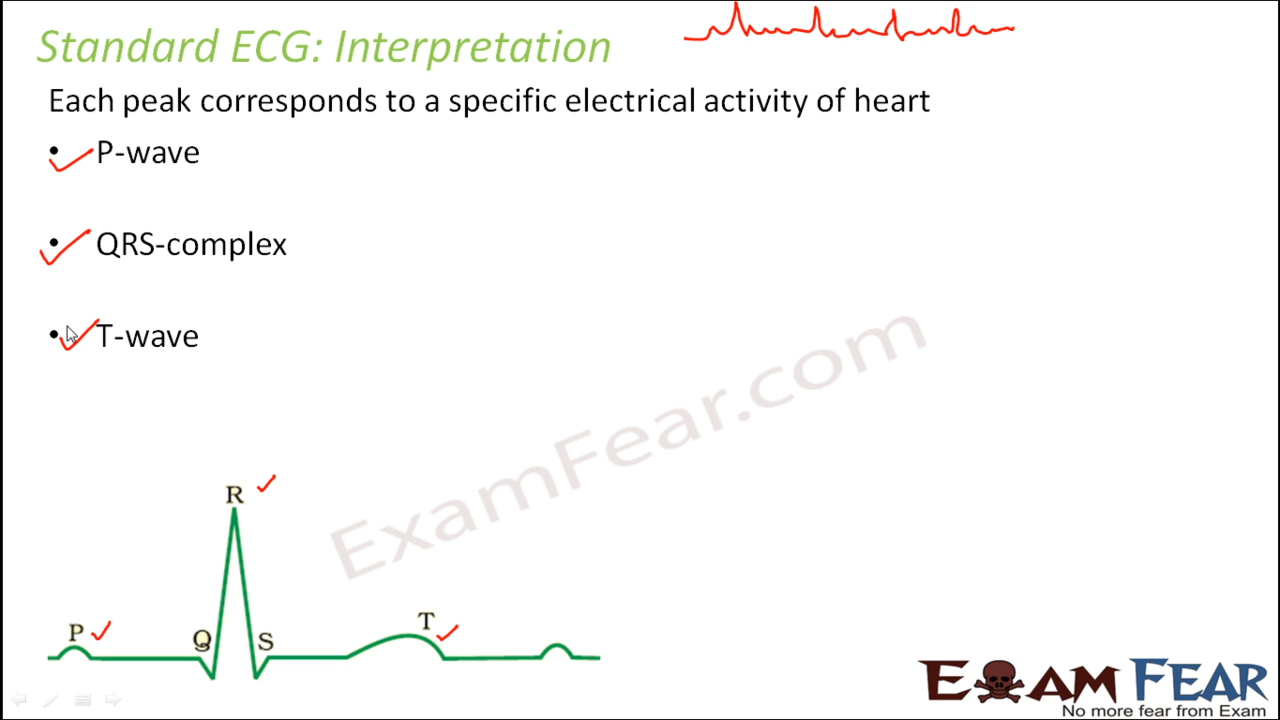 Standard ECG: Interpretation
Each peak corresponds to a specific electrical activity of heart
• P-wave
• QRS-complex
• T-wave
ExamFear.com
R
P
Q
S
T
EXAM FEAR
No more fear from Exam